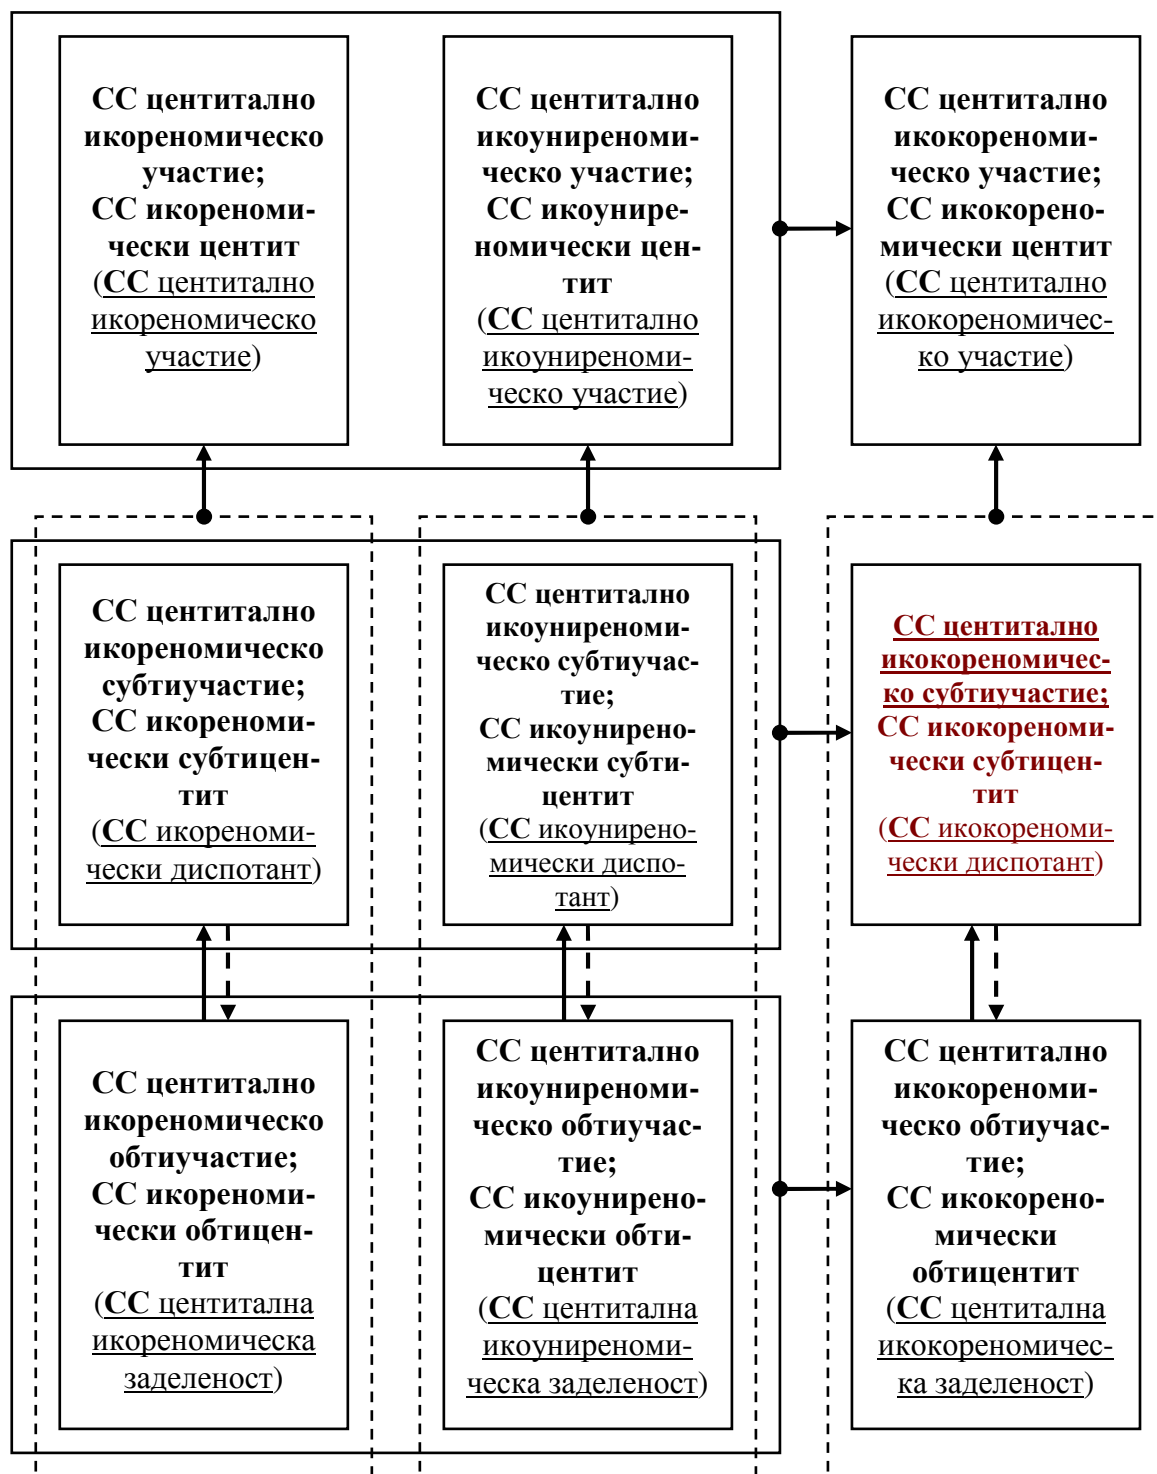 СС центитално
икореномическо
участие;
СС икореноми-
чески центит
(СС центитално
икореномическо
участие)
СС центитално
икоуниреноми-
ческо участие;
СС икоунире-
номически цен-
тит
(СС центитално
икоуниреноми-
ческо участие)
СС центитално
икокореноми-
ческо участие;
СС икокорено-
мически центит
(СС центитално
икокореномичес-
ко участие)
СС центитално
икореномическо
субтиучастие;
СС икореноми-
чески субтицен-
тит
(СС икореноми-
чески диспотант)
СС центитално
икоуниреноми-
ческо субтиучас-
тие;
СС икоунирено-
мически субти-
центит
(СС икоунирено-
мически диспо-
тант)
СС центитално
икокореномичес-
ко субтиучастие;
СС икокореноми-
чески субтицен-
тит
(СС икокореноми-
чески диспотант)
СС центитално
икореномическо
обтиучастие;
СС икореноми-
чески обтицен-
тит
(СС центитална
икореномическа
заделеност)
СС центитално
икоуниреноми-
ческо обтиучас-
тие;
СС икоунирено-
мически обти-
центит
(СС центитална
икоуниреноми-
ческа заделеност)
СС центитално
икокореноми-
ческо обтиучас-
тие;
СС икокорено-
мически
обтицентит
(СС центитална
икокореномичес-
ка заделеност)